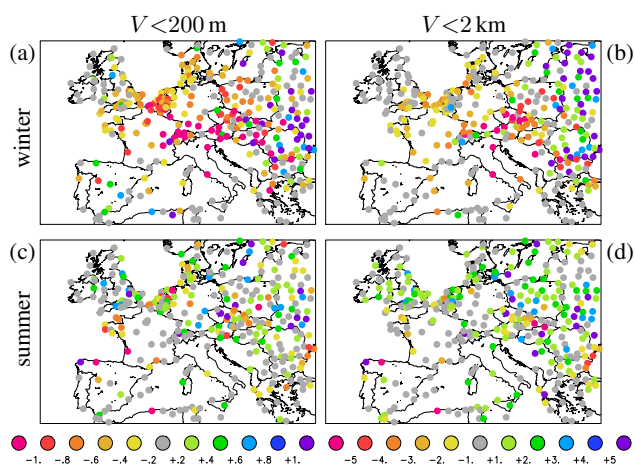 V <200 m V <2 km
(a) (b)
winter
(c) (d)
summer
-1. -.8 -.6 -.4 -.2 +.2 +.4 +.6 +.8 +1. -5 -4. -3. -2. -1. +1. +2. +3. +4. +5